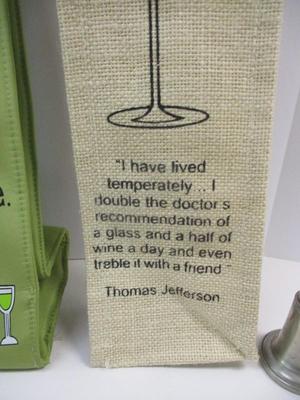 "I have lived
temperately... I
double the doctor s
recommendation of
a glass and a half of
wine a day and even
treble it with a friend "
Thomas Jefferson
e.